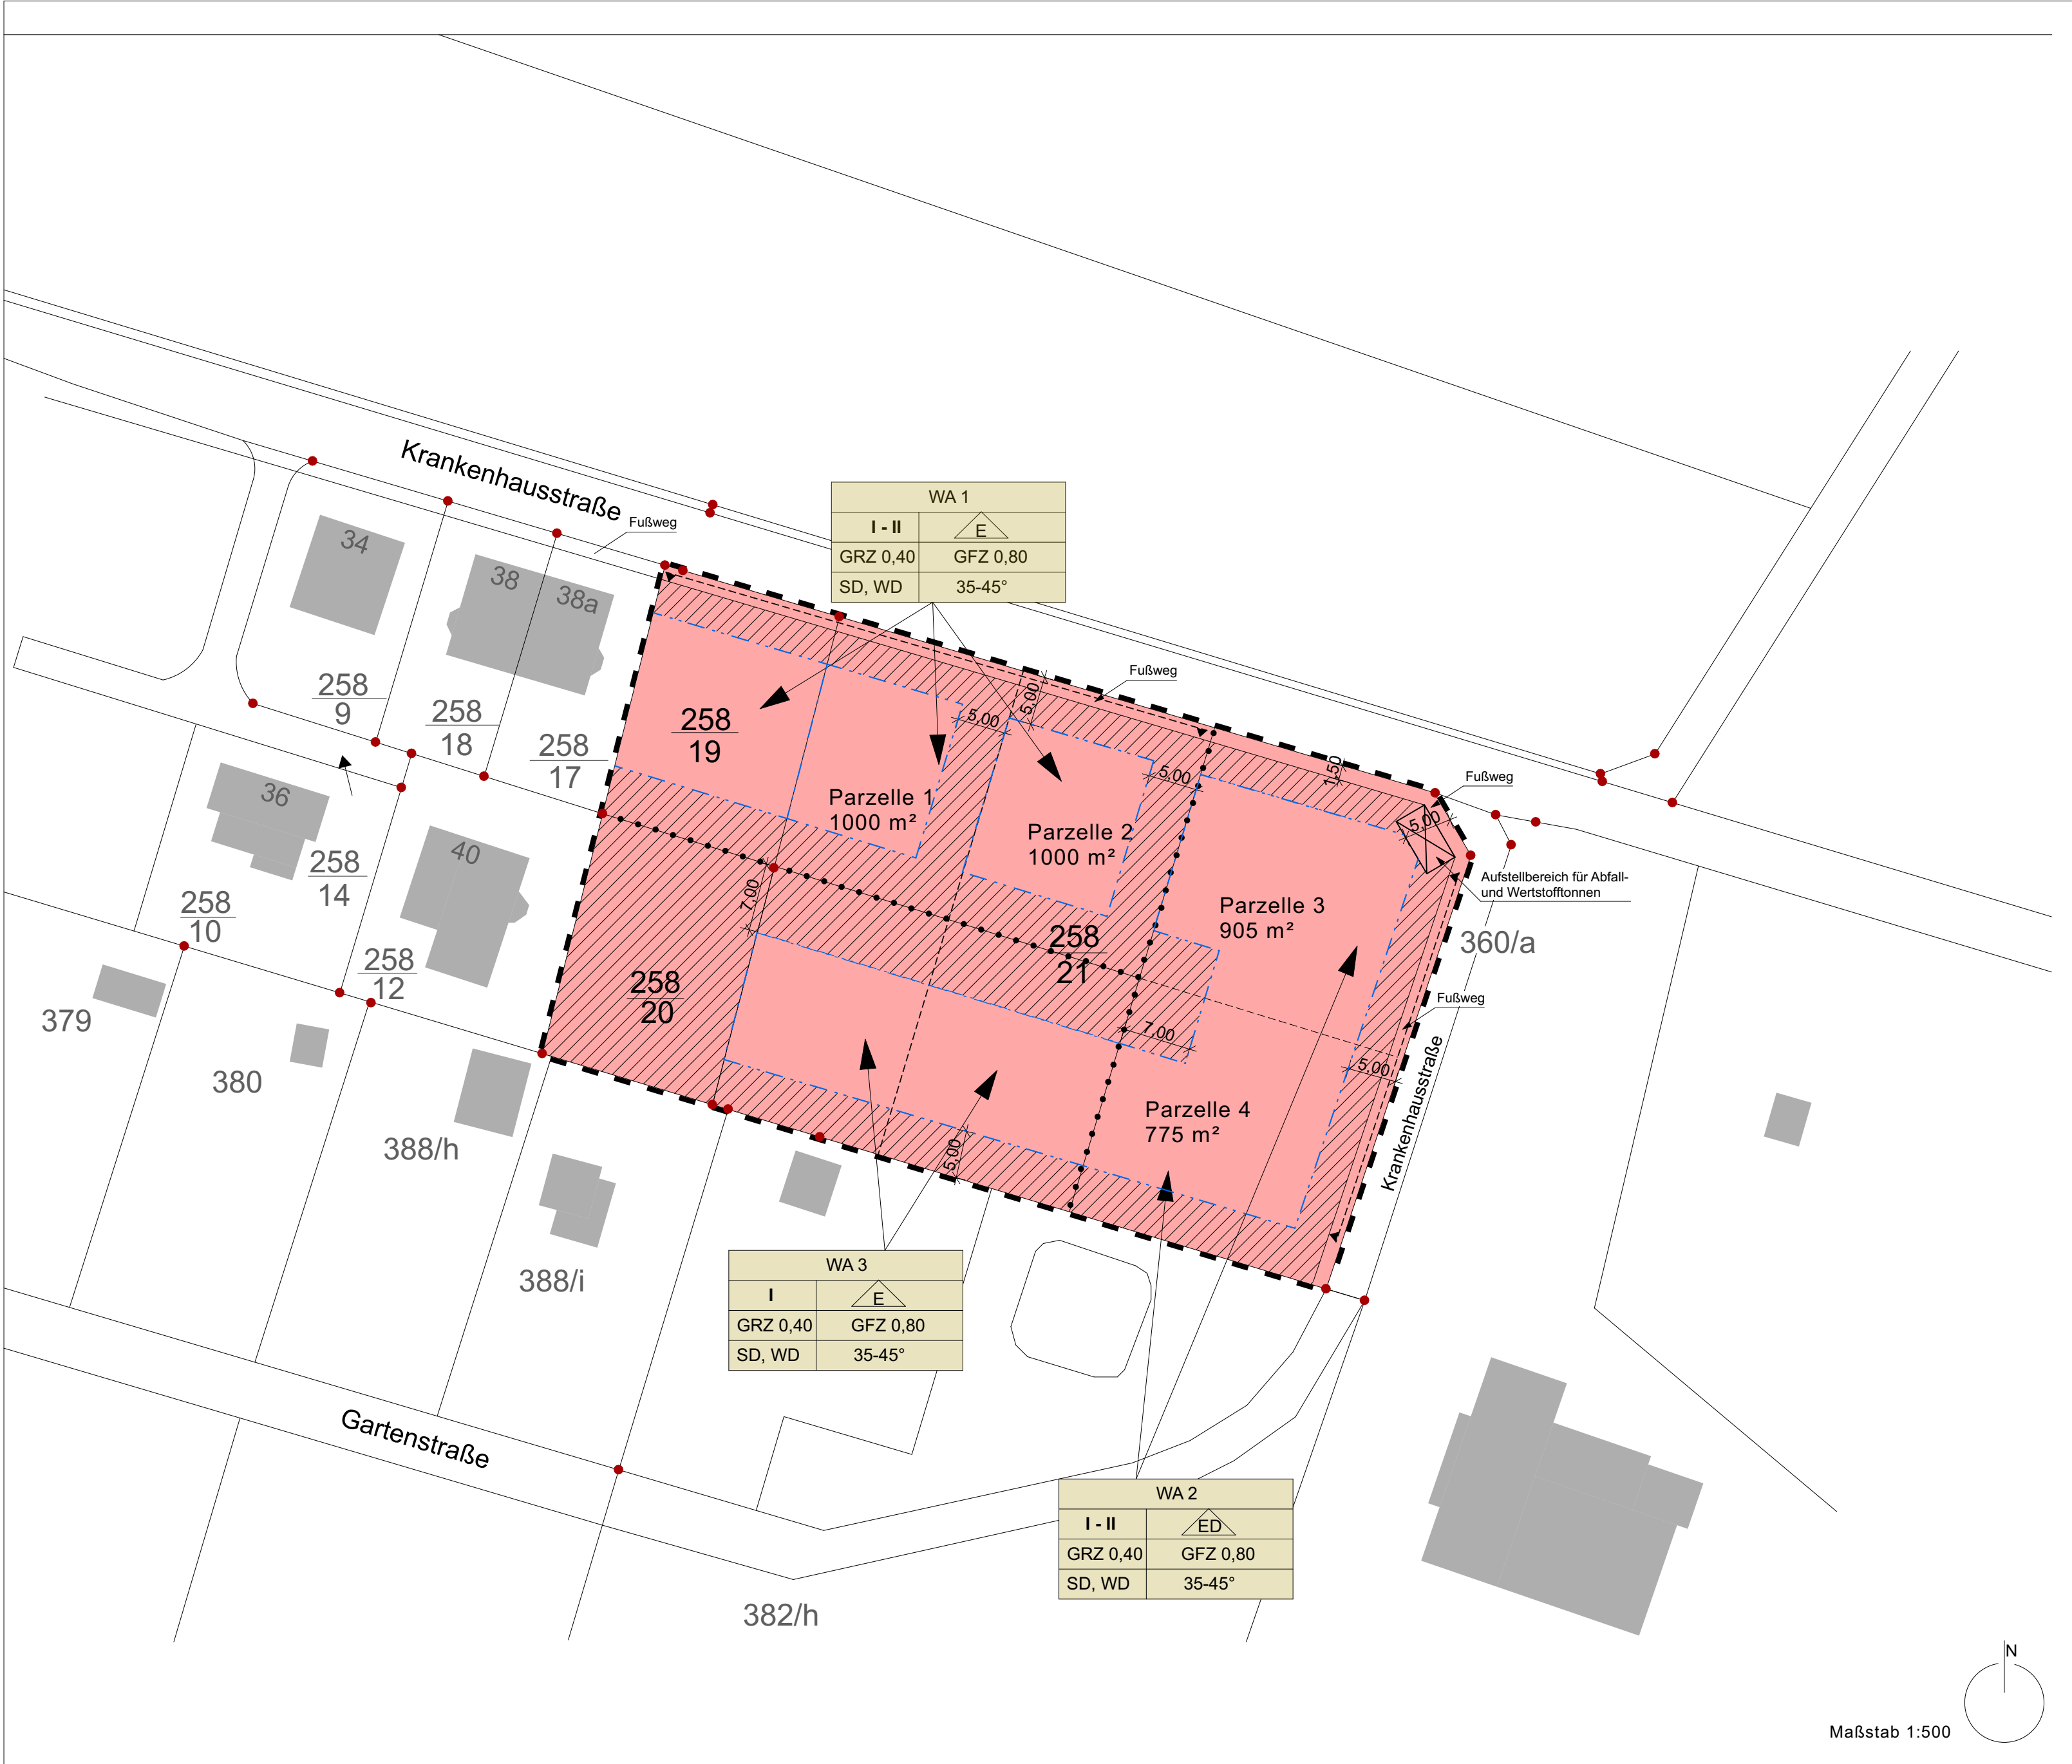 Krankenhausstraße
Fußweg
WA 1
I - II
E
GRZ 0,40
GFZ 0,80
SD, WD
35-45°
34
38
38a
258
9
258
18
258
17
36
258
14
258
10
40
258
12
379
380
388/h
388/i
258
19
258
20
5,00
5,00
Fußweg
5,00
1,50
Fußweg
5,00
Aufstellbereich für Abfall-
und Wertstofftonnen
Parzelle 1
1000 m²
Parzelle 2
1000 m²
Parzelle 3
905 m²
7,00
258
21
360/a
Fußweg
7,00
5,00
Krankenhausstraße
Parzelle 4
775 m²
5,00
WA 3
I
E
GRZ 0,40
GFZ 0,80
SD, WD
35-45°
Gartenstraße
WA 2
I - II
ED
GRZ 0,40
GFZ 0,80
SD, WD
35-45°
382/h
N
Maßstab 1:500